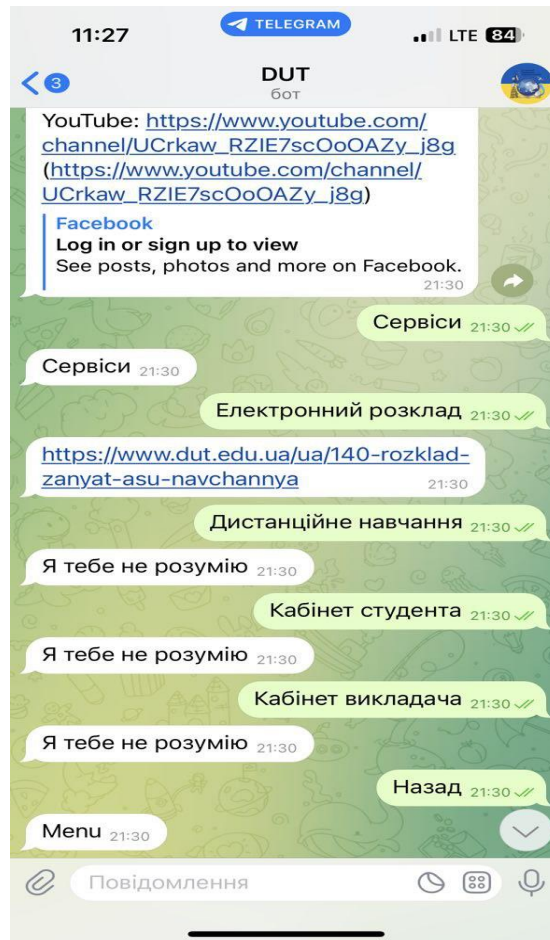 11:27
TELEGRAM
LTE 84
3
DUT
бот
YouTube: https://www.youtube.com/
channel/UCrkaw_RZIE7scOoOAZy_j8g
(https://www.youtube.com/channel/
UCrkaw_RZIE7scOoOAZy_j8g)
Facebook
Log in or sign up to view
See posts, photos and more on Facebook.
21:30
Сервіси 21:30
Сервіси 21:30
Електронний розклад 21:30
https://www.dut.edu.ua/ua/140-rozklad-
zanyat-asu-navchannya 21:30
Дистанційне навчання 21:30
Я тебе не розумію 21:30
Кабінет студента 21:30
Я тебе не розумію 21:30
Кабінет викладача 21:30
Я тебе не розумію 21:30
Назад 21:30
Menu 21:30
Повідомлення